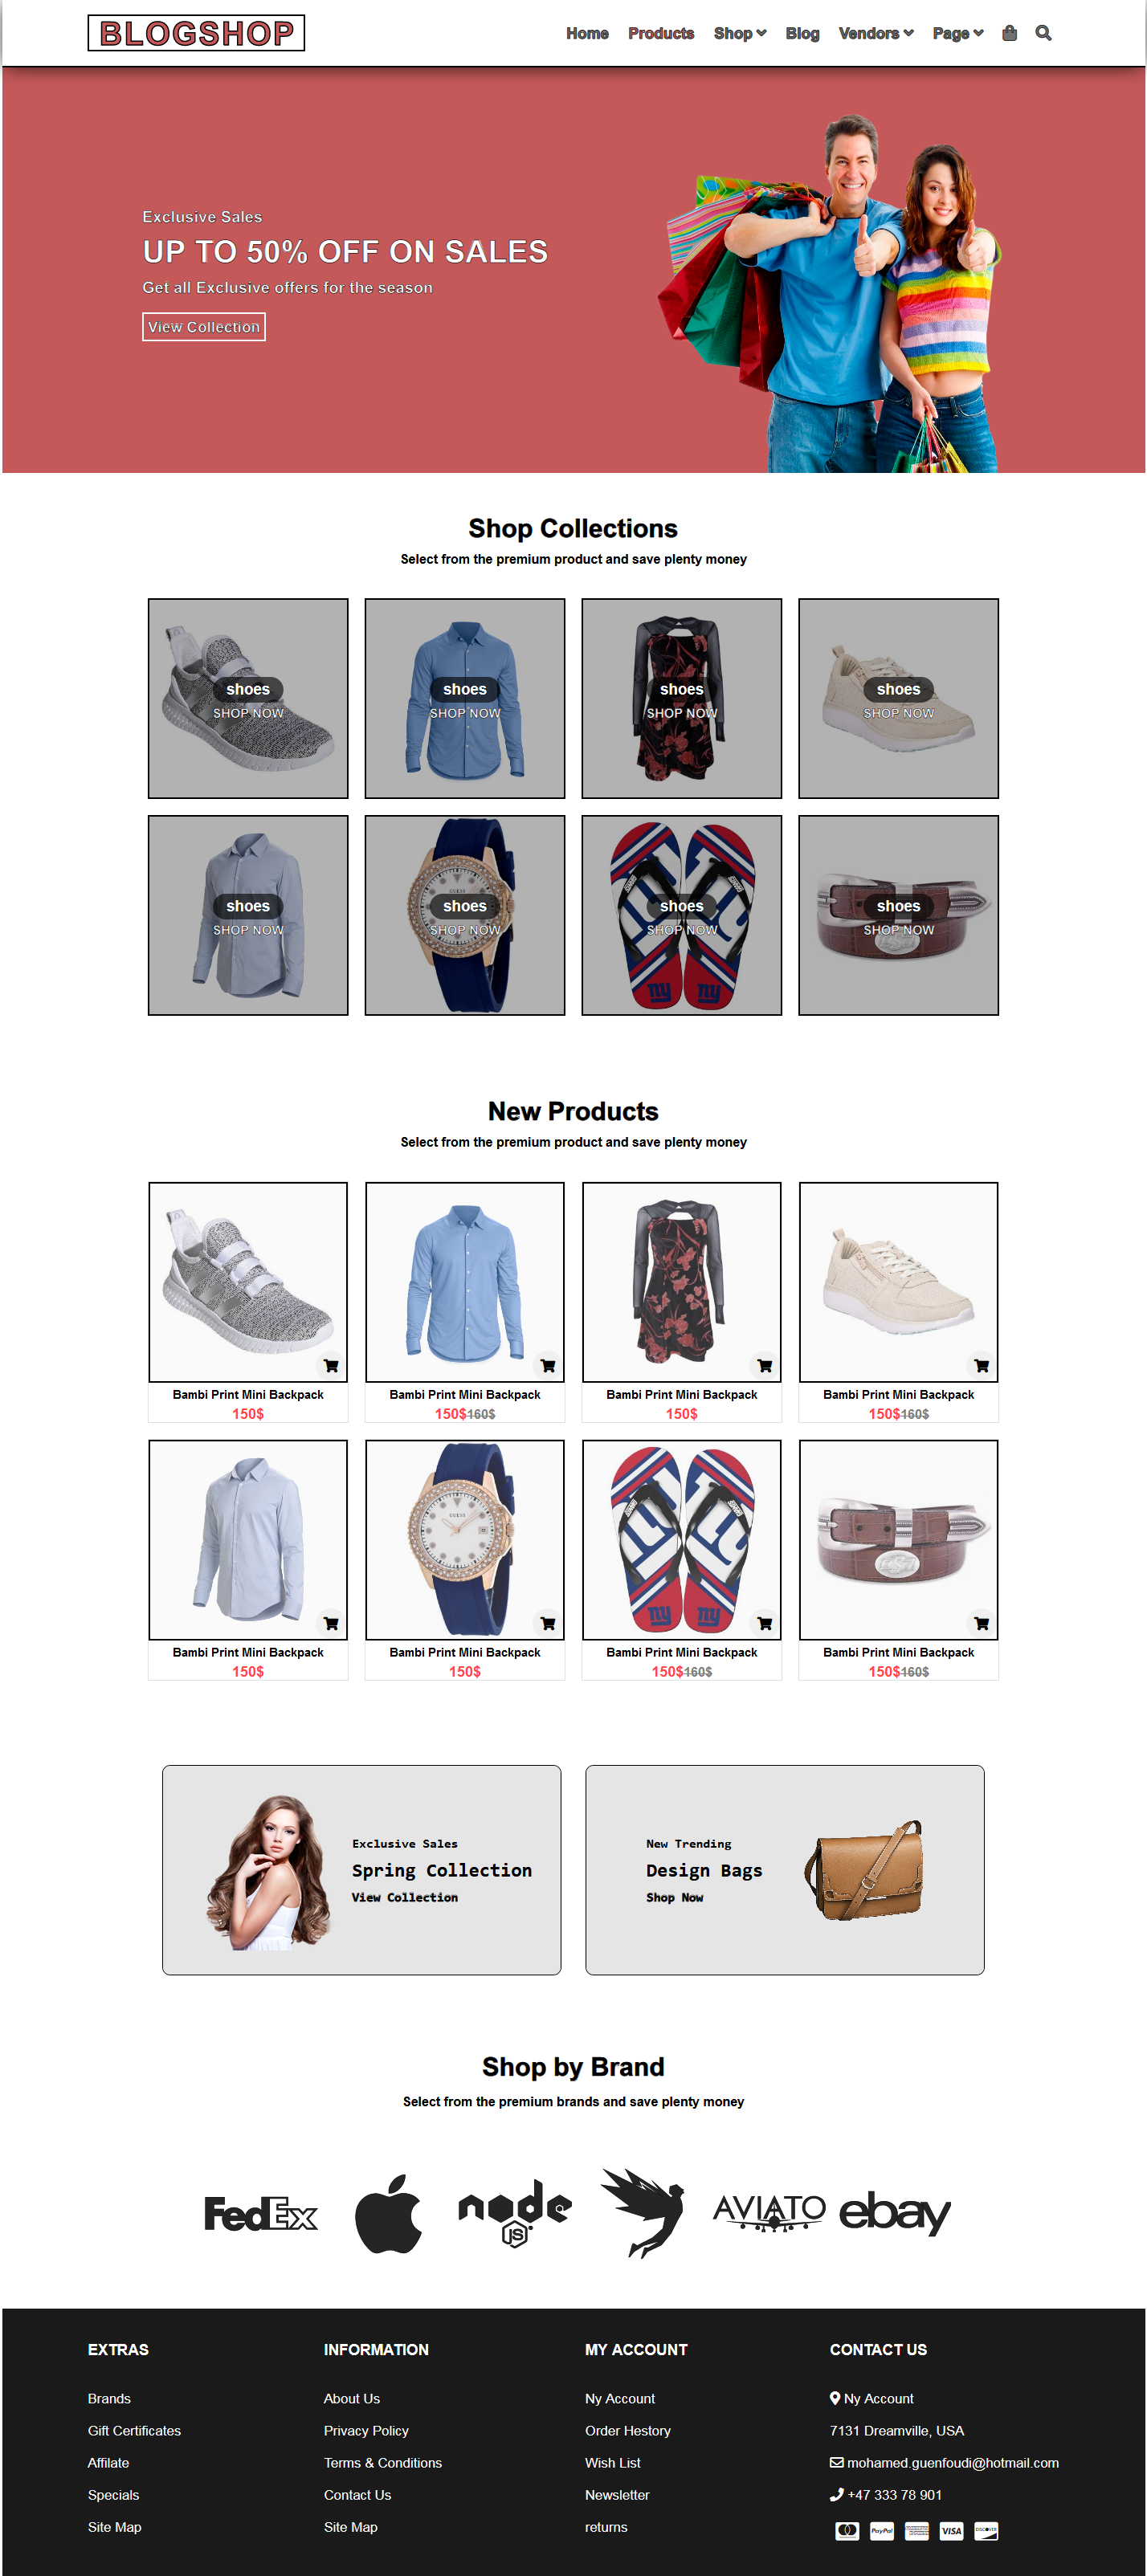 BLOGSHOP
Home Products Shop Blog Vendors Page
Exclusive Sales
UP TO 50% OFF ON SALES
Get all Exclusive offers for the season
View Collection
Shop Collections
Select from the premium product and save plenty money
shoes shoes shoes shoes
SHOP NOW SHOP NOW SHOP NOW SHOP NOW
shoes shoes shoes shoes
SHOP NOW SHOP NOW SHOP NOW SHOP NOW
GUESS
ny ny
New Products
Select from the premium product and save plenty money
Bambi Print Mini Backpack Bambi Print Mini Backpack Bambi Print Mini Backpack Bambi Print Mini Backpack
150$ 150$160$ 150$ 150$160$
GUESS
ny ny
Bambi Print Mini Backpack Bambi Print Mini Backpack Bambi Print Mini Backpack Bambi Print Mini Backpack
150$ 150$ 150$160$ 150$160$
Exclusive Sales
Spring Collection
View Collection
New Trending
Design Bags
Shop Now
Shop by Brand
Select from the premium brands and save plenty money
FedEx node JS AVIATO ebay
EXTRAS INFORMATION MY ACCOUNT CONTACT US
Brands About Us Ny Account Ny Account
Gift Certificates Privacy Policy Order Hestory 7131 Dreamville, USA
Affilate Terms & Conditions Wish List mohamed.guenfoudi@hotmail.com
Specials Contact Us Newsletter +47 333 78 901
Site Map Site Map returns
PayPal VISA DISCOVER